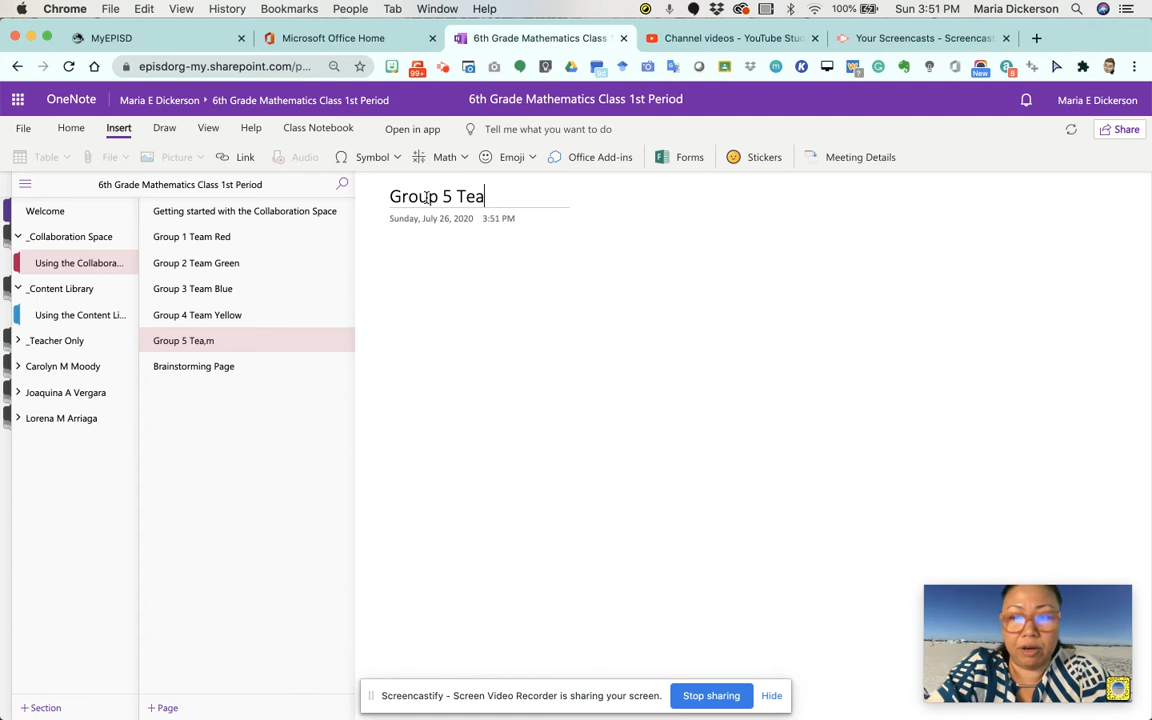 Chrome File Edit View History Bookmarks People Tab Window Help 100% Sun 3:51 PM Maria Dickerson
MyEPISD Microsoft Office Home 6th Grade Mathematics Class 1st Channel videos - YouTube Stud Your Screencasts - Screencast
episdorg-my.sharepoint.com/p... 99+ New
OneNote Maria E Dickerson 6th Grade Mathematics Class 1st Period 6th Grade Mathematics Class 1st Period Maria E Dickerson
File Home Insert Draw View Help Class Notebook Open in app Tell me what you want to do Share
Table File Picture Link Audio Symbol Math Emoji Office Add-ins Forms Stickers Meeting Details
6th Grade Mathematics Class 1st Period
Welcome
_Collaboration Space
Using the Collabora...
_Content Library
Using the Content Li...
_Teacher Only
Carolyn M Moody
Joaquina A Vergara
Lorena M Arriaga
+ Section
Getting started with the Collaboration Space
Group 1 Team Red
Group 2 Team Green
Group 3 Team Blue
Group 4 Team Yellow
Group 5 Tea,m
Brainstorming Page
+ Page
Group 5 Tea
Sunday, July 26, 2020 3:51 PM
Screencastify - Screen Video Recorder is sharing your screen. Stop sharing Hide